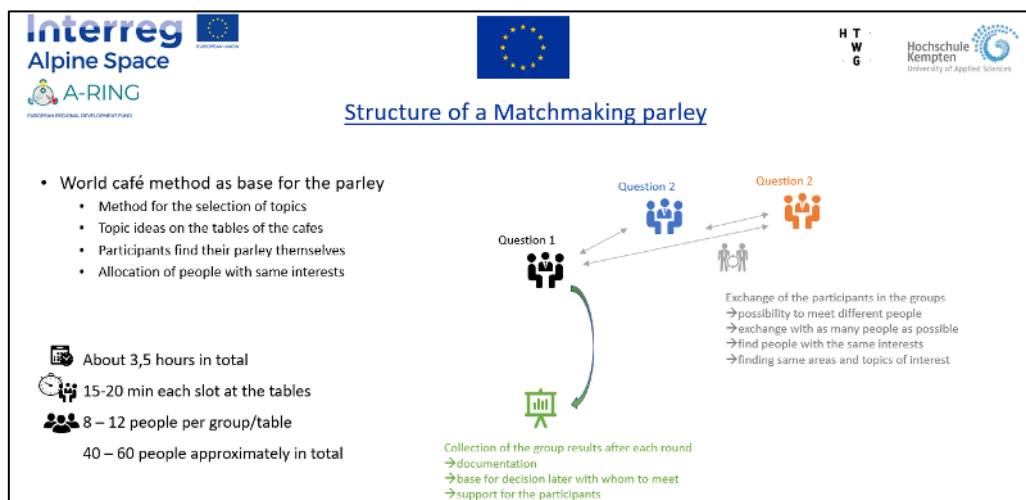 Interreg
EUROPEAN UNION
Alpine Space
A-RING
EUROPEAN REGIONAL DEVELOPMENT FUND
H T
W
G
Hochschule
Kempten
University of Applied Sciences
Structure of a Matchmaking parley
• World café method as base for the parley
• Method for the selection of topics
• Topic ideas on the tables of the cafes
• Participants find their parley themselves
• Allocation of people with same interests
Question 1
Question 2
Question 2
Exchange of the participants in the groups
→possibility to meet different people
→exchange with as many people as possible
→find people with the same interests
→finding same areas and topics of interest
About 3,5 hours in total
15-20 min each slot at the tables
8 – 12 people per group/table
40 – 60 people approximately in total
Collection of the group results after each round
→documentation
→base for decision later with whom to meet
→support for the participants